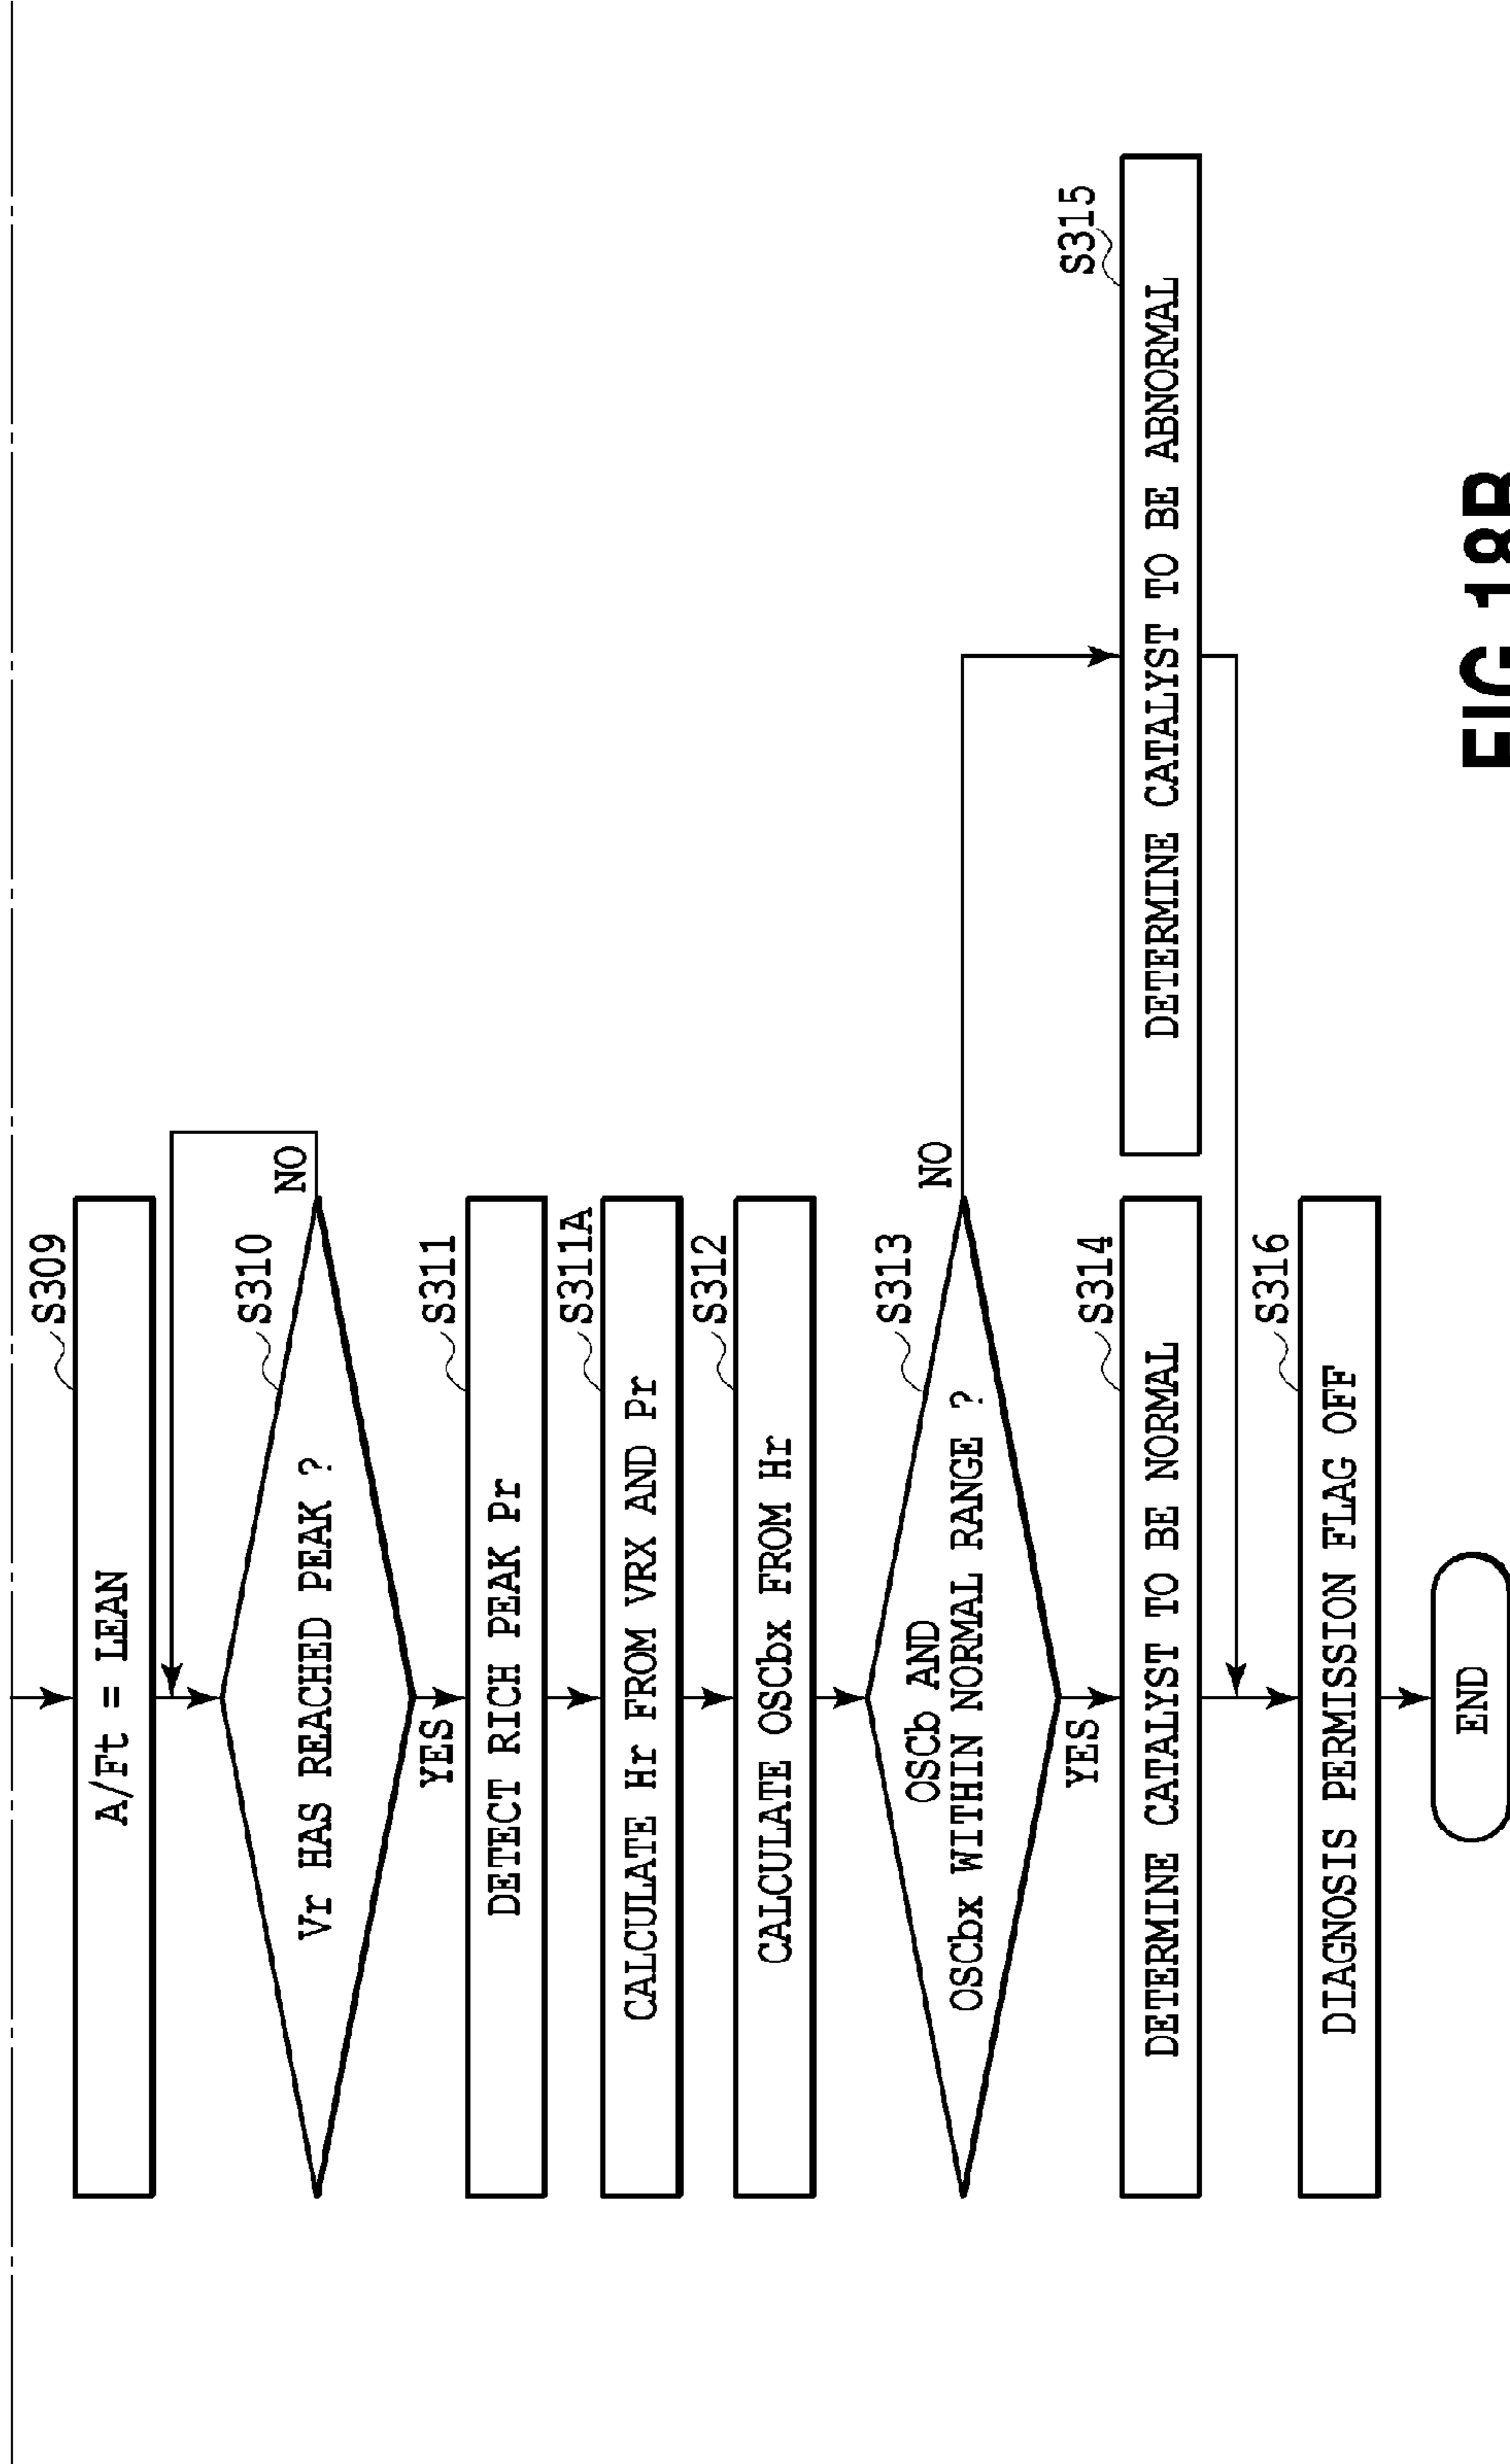 S309
A/Ft = LEAN
S310
Vr HAS REACHED PEAK ?
NO
YES
S311
DETECT RICH PEAK Pr
S311A
CALCULATE Hr FROM VRX AND Pr
S312
CALCULATE OSCbx FROM Hr
S313
OSCb AND
OSCbx WITHIN NORMAL RANGE ?
NO
YES
S314
DETERMINE CATALYST TO BE NORMAL
S315
DETERMINE CATALYST TO BE ABNORMAL
S316
DIAGNOSIS PERMISSION FLAG OFF
END
FIG.18B